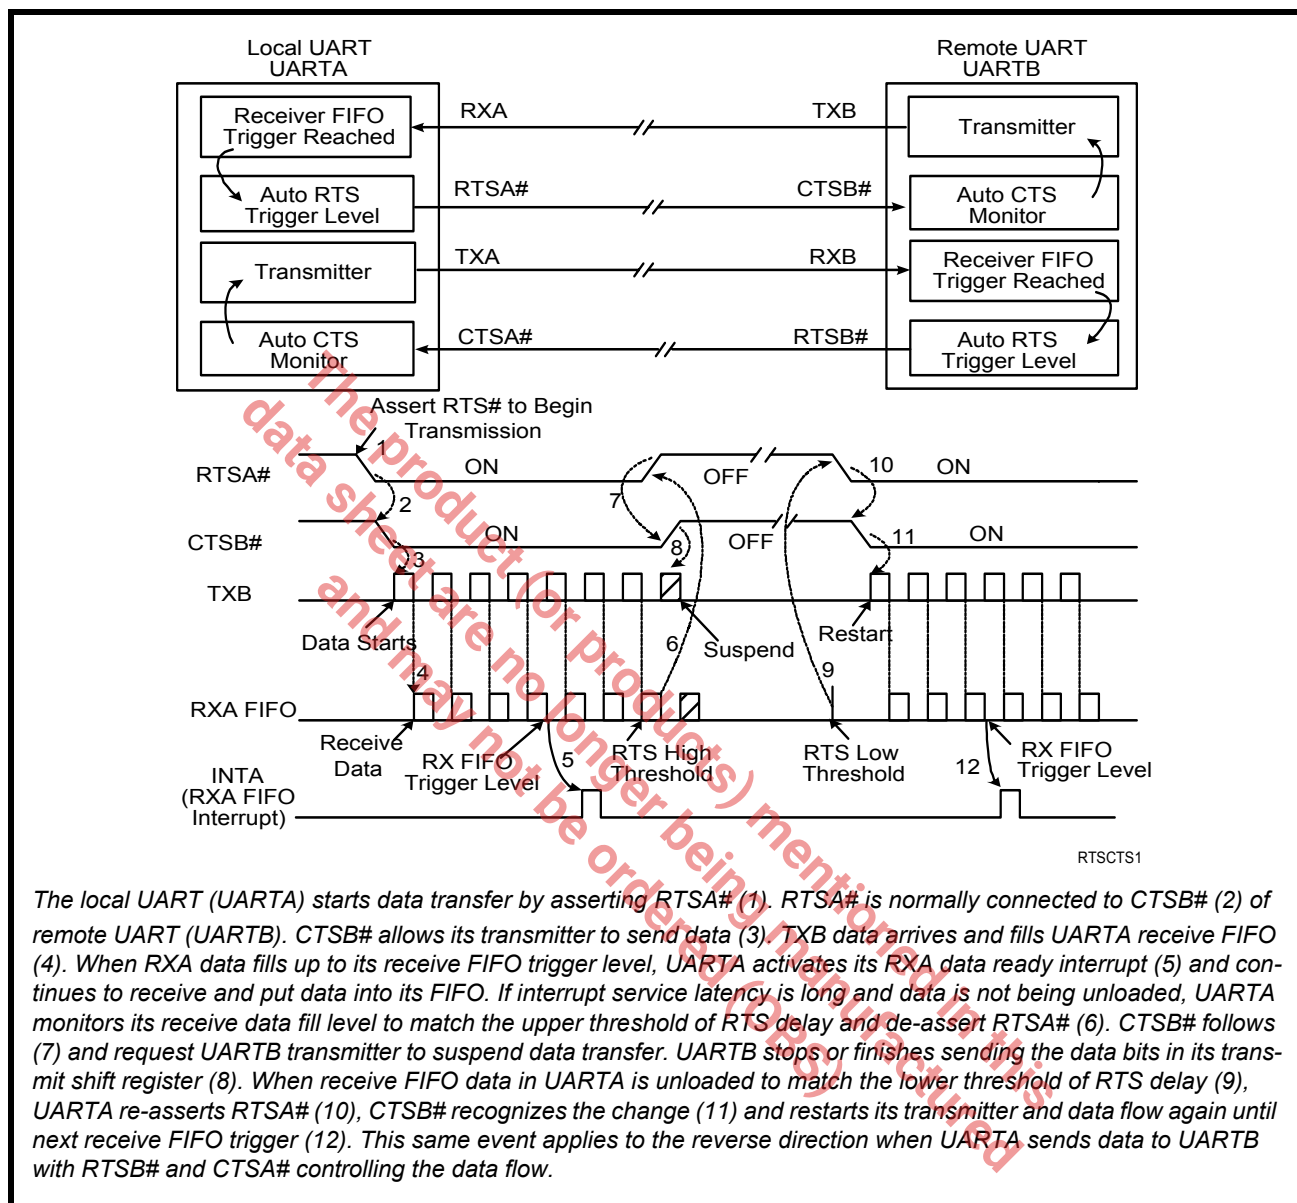 Local UART
UARTA
Remote UART
UARTB
Receiver FIFO
Trigger Reached
RXA
TXB
Transmitter
Auto RTS
Trigger Level
RTSA#
CTSB#
Auto CTS
Monitor
Transmitter
TXA
RXB
Receiver FIFO
Trigger Reached
Auto CTS
Monitor
CTSA#
RTSB#
Auto RTS
Trigger Level
Assert RTS# to Begin
Transmission
1
RTSA#
ON
OFF
10
ON
2
7
CTSB#
ON
8
OFF
11
ON
3
TXB
Data Starts
6
Suspend
Restart
4
9
RXA FIFO
Receive
Data
RX FIFO
Trigger Level
5
RTS High
Threshold
RTS Low
Threshold
12
RX FIFO
Trigger Level
INTA
(RXA FIFO
Interrupt)
RTSCTS1
The local UART (UARTA) starts data transfer by asserting RTSA# (1). RTSA# is normally connected to CTSB# (2) of
remote UART (UARTB). CTSB# allows its transmitter to send data (3). TXB data arrives and fills UARTA receive FIFO
(4). When RXA data fills up to its receive FIFO trigger level, UARTA activates its RXA data ready interrupt (5) and con-
tinues to receive and put data into its FIFO. If interrupt service latency is long and data is not being unloaded, UARTA
monitors its receive data fill level to match the upper threshold of RTS delay and de-assert RTSA# (6). CTSB# follows
(7) and request UARTB transmitter to suspend data transfer. UARTB stops or finishes sending the data bits in its trans-
mit shift register (8). When receive FIFO data in UARTA is unloaded to match the lower threshold of RTS delay (9),
UARTA re-asserts RTSA# (10), CTSB# recognizes the change (11) and restarts its transmitter and data flow again until
next receive FIFO trigger (12). This same event applies to the reverse direction when UARTA sends data to UARTB
with RTSB# and CTSA# controlling the data flow.
The product (or products) mentioned in this
data sheet are no longer being manufactured
and may not be ordered (OBS)